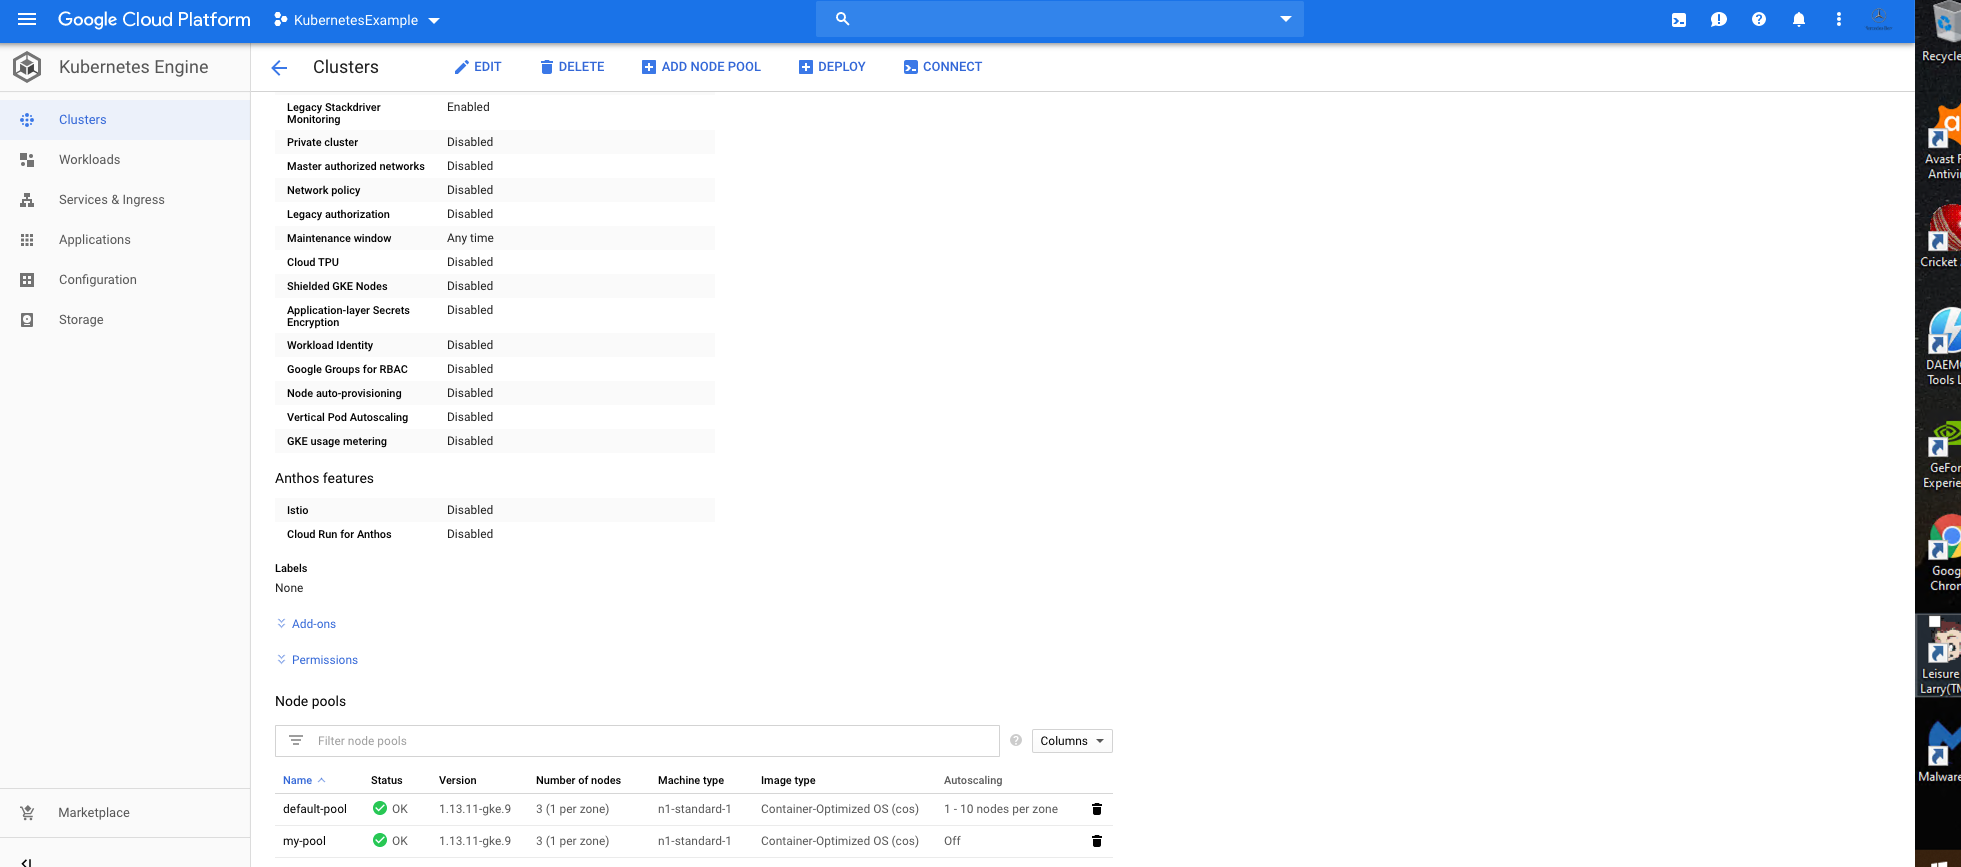 Google Cloud Platform
KubernetesExample
Kubernetes Engine
Clusters
EDIT
DELETE
ADD NODE POOL
DEPLOY
CONNECT
Clusters
Workloads
Services & Ingress
Applications
Configuration
Storage
Marketplace
Legacy Stackdriver
Monitoring
Enabled
Private cluster Disabled
Master authorized networks Disabled
Network policy Disabled
Legacy authorization Disabled
Maintenance window Any time
Cloud TPU Disabled
Shielded GKE Nodes Disabled
Application-layer Secrets
Encryption
Disabled
Workload Identity Disabled
Google Groups for RBAC Disabled
Node auto-provisioning Disabled
Vertical Pod Autoscaling Disabled
GKE usage metering Disabled
Anthos features
Istio Disabled
Cloud Run for Anthos Disabled
Labels
None
Add-ons
Permissions
Node pools
Filter node pools
Columns
Name Status Version Number of nodes Machine type Image type Autoscaling
default-pool OK 1.13.11-gke.9 3 (1 per zone) n1-standard-1 Container-Optimized OS (cos) 1 - 10 nodes per zone
my-pool OK 1.13.11-gke.9 3 (1 per zone) n1-standard-1 Container-Optimized OS (cos) Off
Recycle
Avast F
Antivi
Cricket
DAEM
Tools L
GeFor
Experie
Goog
Chron
Leisure
Larry(TM
Malware